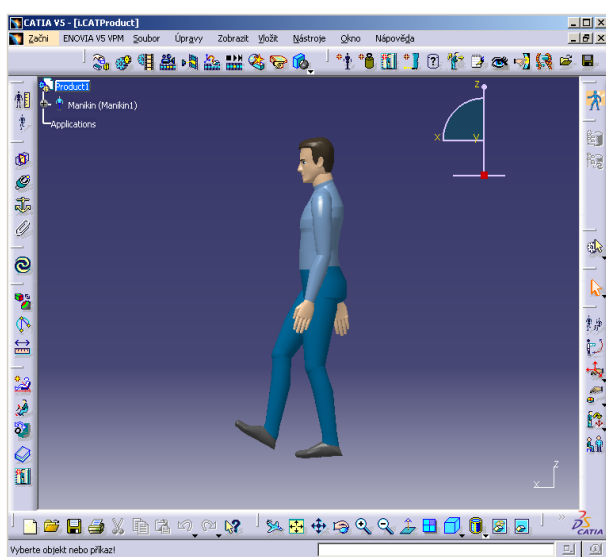 CATIA V5 - [i.CATProduct]
Začni ENOVIA V5 VPM Soubor Úpravy Zobrazit Vložit Nástroje Okno Nápověda
Product1
Manikin (Manikin1)
Applications
z
x y
z
x
CATIA
Vyberte objekt nebo příkaz!